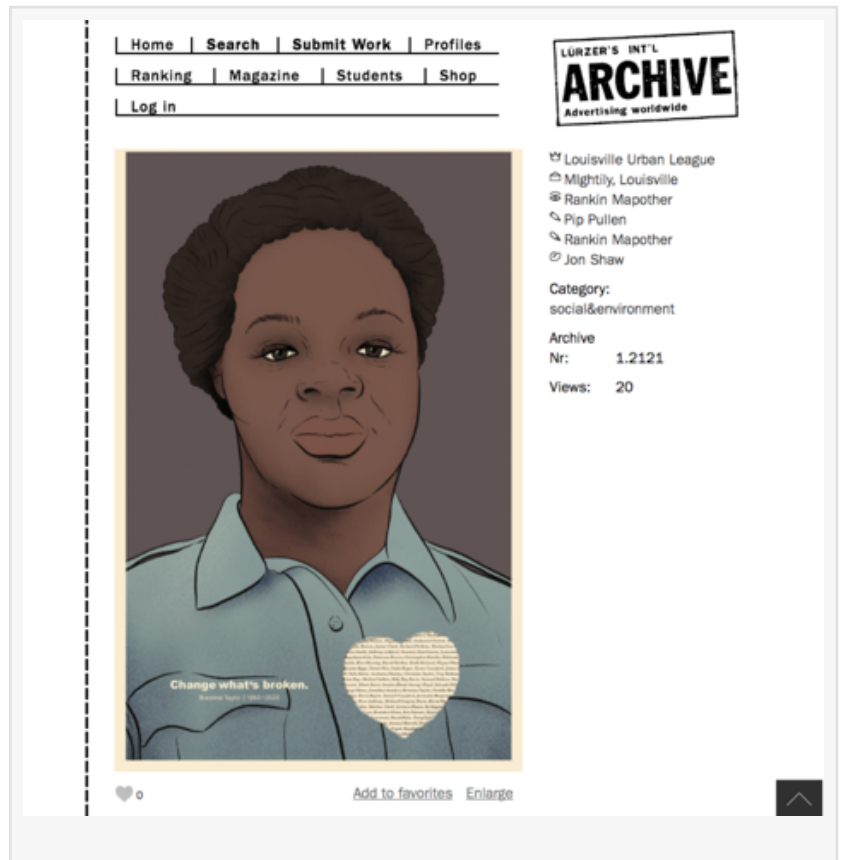 Home Search Submit Work Profiles
Ranking Magazine Students Shop
Log in
LÜRZER'S INT'L
ARCHIVE
Advertising worldwide
Louisville Urban League
MIghtily, Louisville
Rankin Mapother
Pip Pullen
Rankin Mapother
Jon Shaw
Category:
social&environment
Archive
Nr: 1.2121
Views: 20
Change what's broken.
Breonna Taylor
0
Add to favorites Enlarge